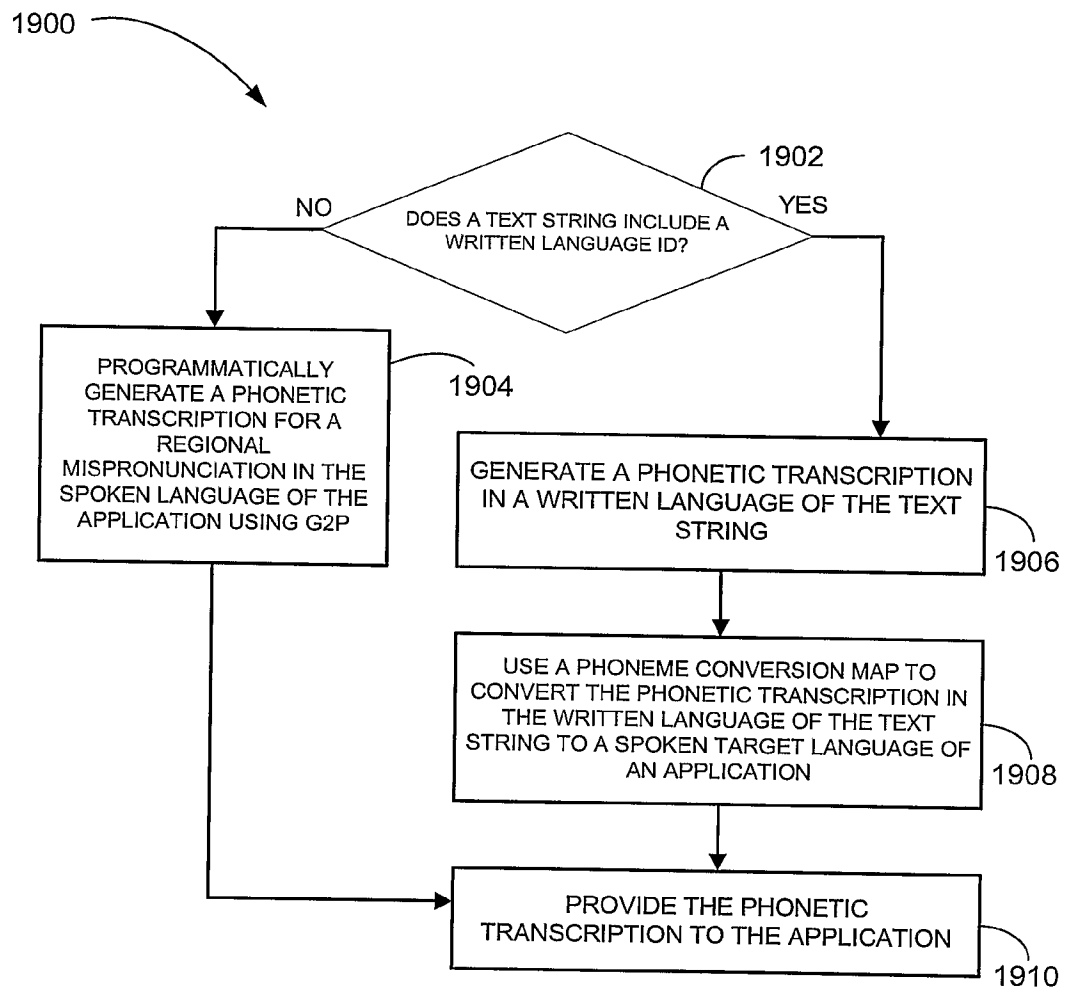 1900
1902
NO
YES
DOES A TEXT STRING INCLUDE A
WRITTEN LANGUAGE ID?
PROGRAMMATICALLY
GENERATE A PHONETIC
TRANSCRIPTION FOR A
REGIONAL
MISPRONUNCIATION IN THE
SPOKEN LANGUAGE OF THE
APPLICATION USING G2P
1904
GENERATE A PHONETIC TRANSCRIPTION
IN A WRITTEN LANGUAGE OF THE TEXT
STRING
1906
USE A PHONEME CONVERSION MAP TO
CONVERT THE PHONETIC TRANSCRIPTION IN
THE WRITTEN LANGUAGE OF THE TEXT
STRING TO A SPOKEN TARGET LANGUAGE OF
AN APPLICATION
1908
PROVIDE THE PHONETIC
TRANSCRIPTION TO THE APPLICATION
1910